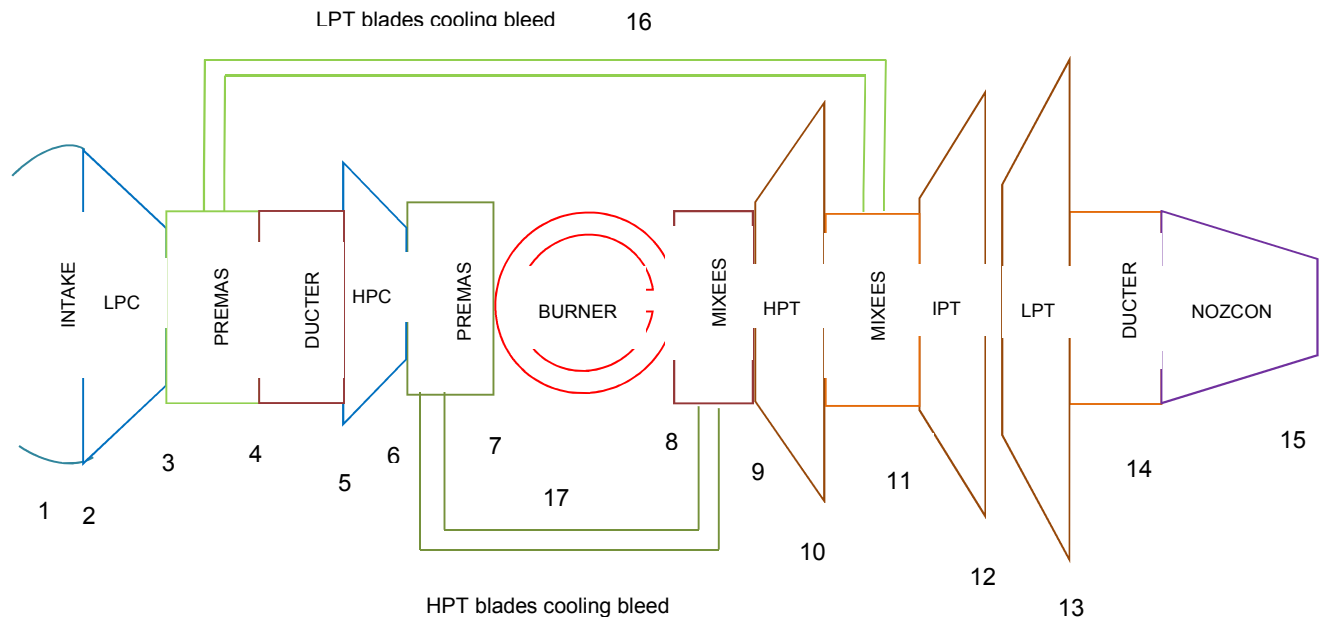 LPT blades cooling bleed
16
INTAKE
LPC
PREMAS
DUCTER
HPC
PREMAS
BURNER
MIXEES
HPT
MIXEES
IPT
LPT
DUCTER
NOZCON
1
2
3
4
5
6
7
8
9
10
11
12
13
14
15
17
HPT blades cooling bleed